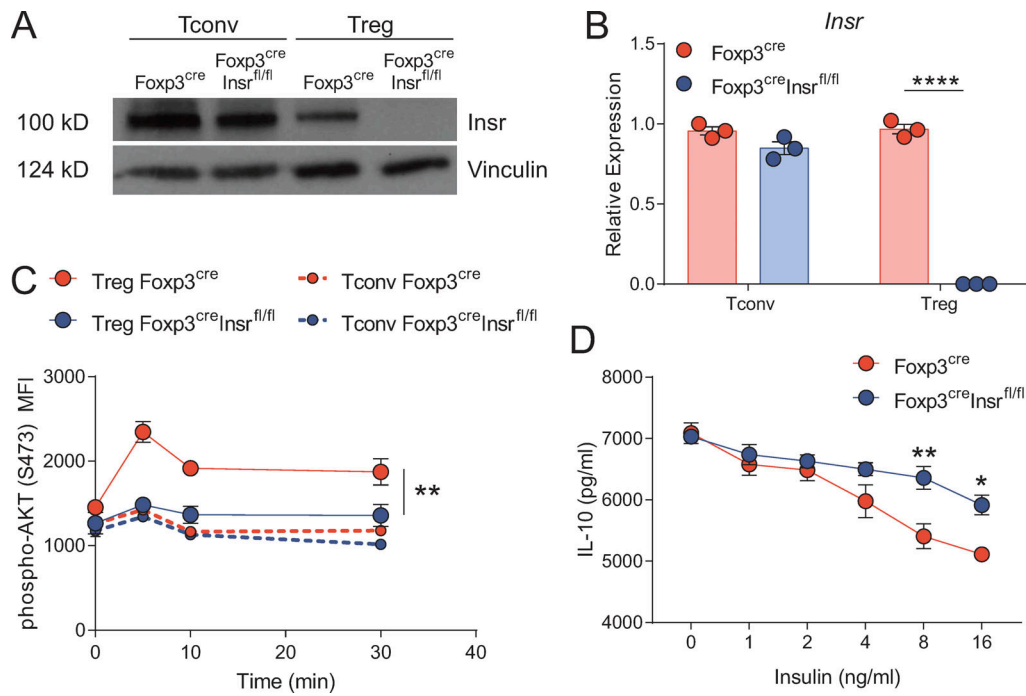 A
Tconv Treg
Foxp3cre Foxp3cre Insrfl/fl Foxp3cre Foxp3cre Insrfl/fl
100 kD Insr
124 kD Vinculin
B
Insr
Foxp3cre
Foxp3creInsrfl/fl
****
Relative Expression
1.5
1.0
0.5
0.0
Tconv Treg
C
Treg Foxp3cre Tconv Foxp3cre
Treg Foxp3creInsrfl/fl Tconv Foxp3creInsrfl/fl
phospho-AKT (S473) MFI
3000
2000
1000
0
**
0 10 20 30 40
Time (min)
D
Foxp3cre
Foxp3creInsrfl/fl
IL-10 (pg/ml)
8000
7000
6000
5000
4000
**
*
0 1 2 4 8 16
Insulin (ng/ml)